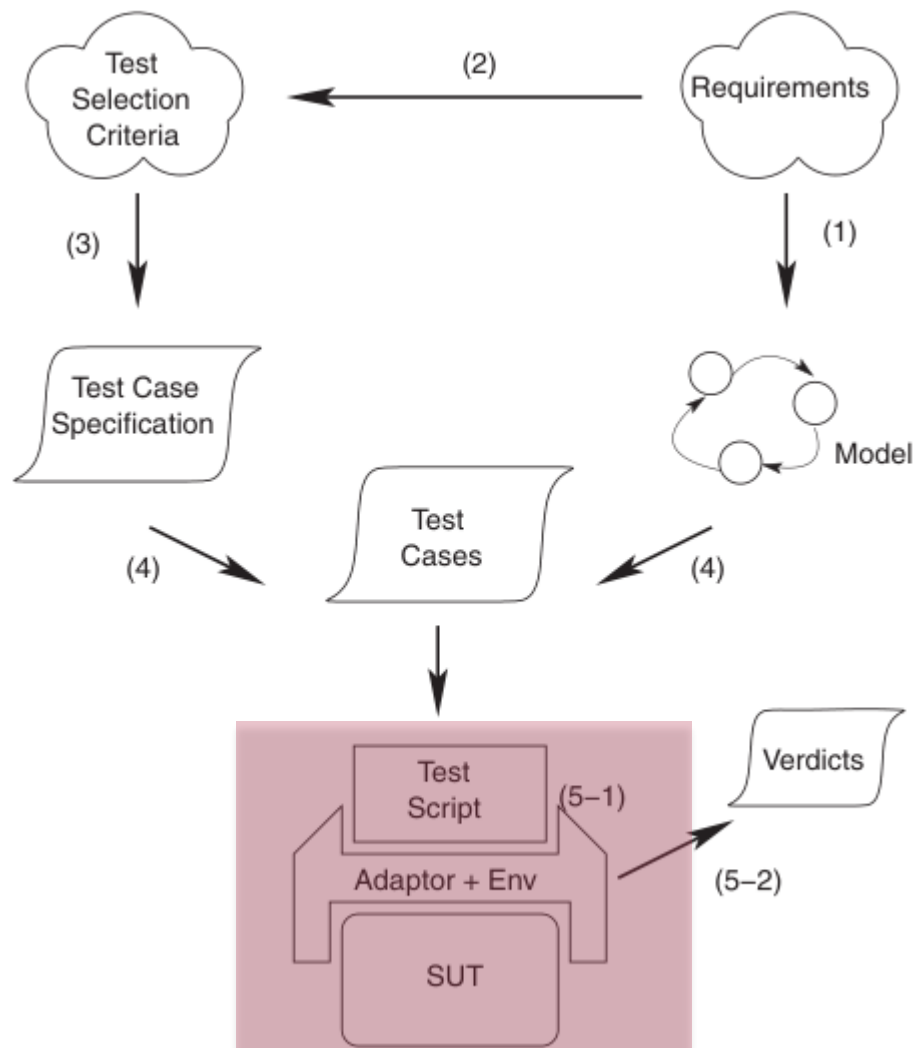 Test
Selection
Criteria
(2)
Requirements
(3)
(1)
Test Case
Specification
Model
Test
Cases
(4)
(4)
Test
Script
(5–1)
Verdicts
Adaptor + Env
(5–2)
SUT